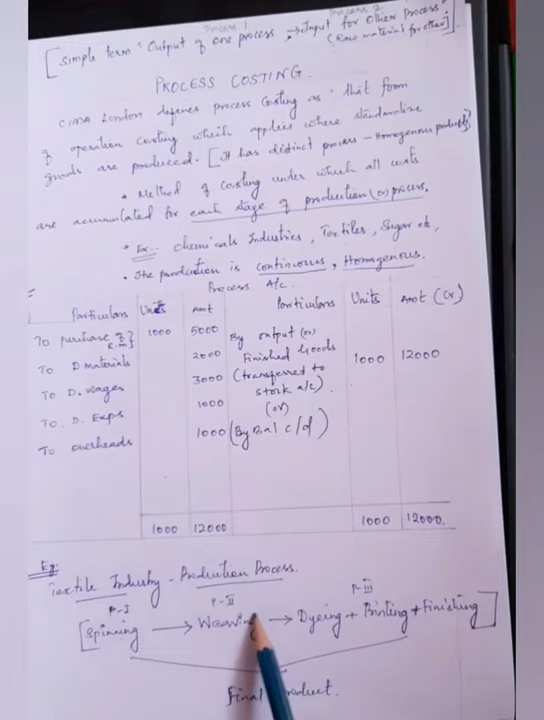 Process 1 Process 2
[Simple term "Output of one process → Input for Other Process"
(Raw material for other)]
PROCESS COSTING.
CIMA London defines process Costing as "that form
of operation costing which applies where standardise
goods are produced. [It has distinct process - Homogenous products]
• Method of costing under which all costs
are accumulated for each stage of production (or) process.
• Ex:- Chemicals Industries, Textiles, Sugar etc,
• The production is continuous, Homogenous.
Process A/c.
Particulars Units Amt Particulars Units Amt (Cr)
To purchase 1000 5000 By output (or)
To D. materials 2000 Finished Goods 1000 12000
To D. wages 3000 (transferred to
stock a/c)
To D. Exps 1000 (or)
To overheads 1000 (By Bal c/d)
1000 12000 1000 12000.
Eg:
Textile Industry - Production Process.
P-I P-II P-III
[Spinning → Weaving → Dyeing + Printing + Finishing]
Final Product.